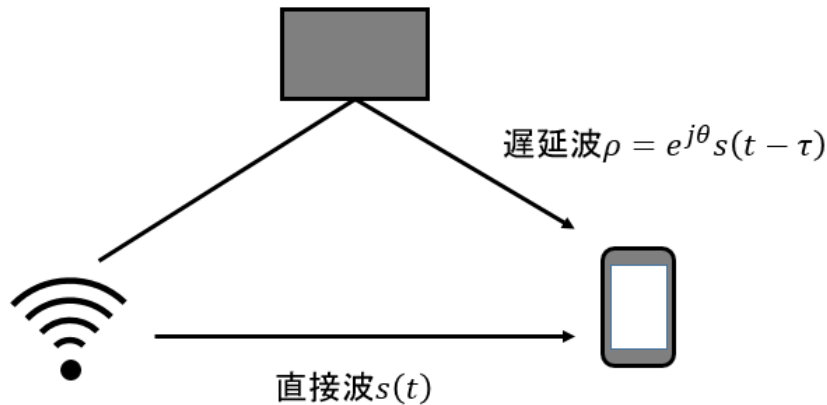 遅延波ρ = e^{jθ}s(t − τ)
直接波s(t)